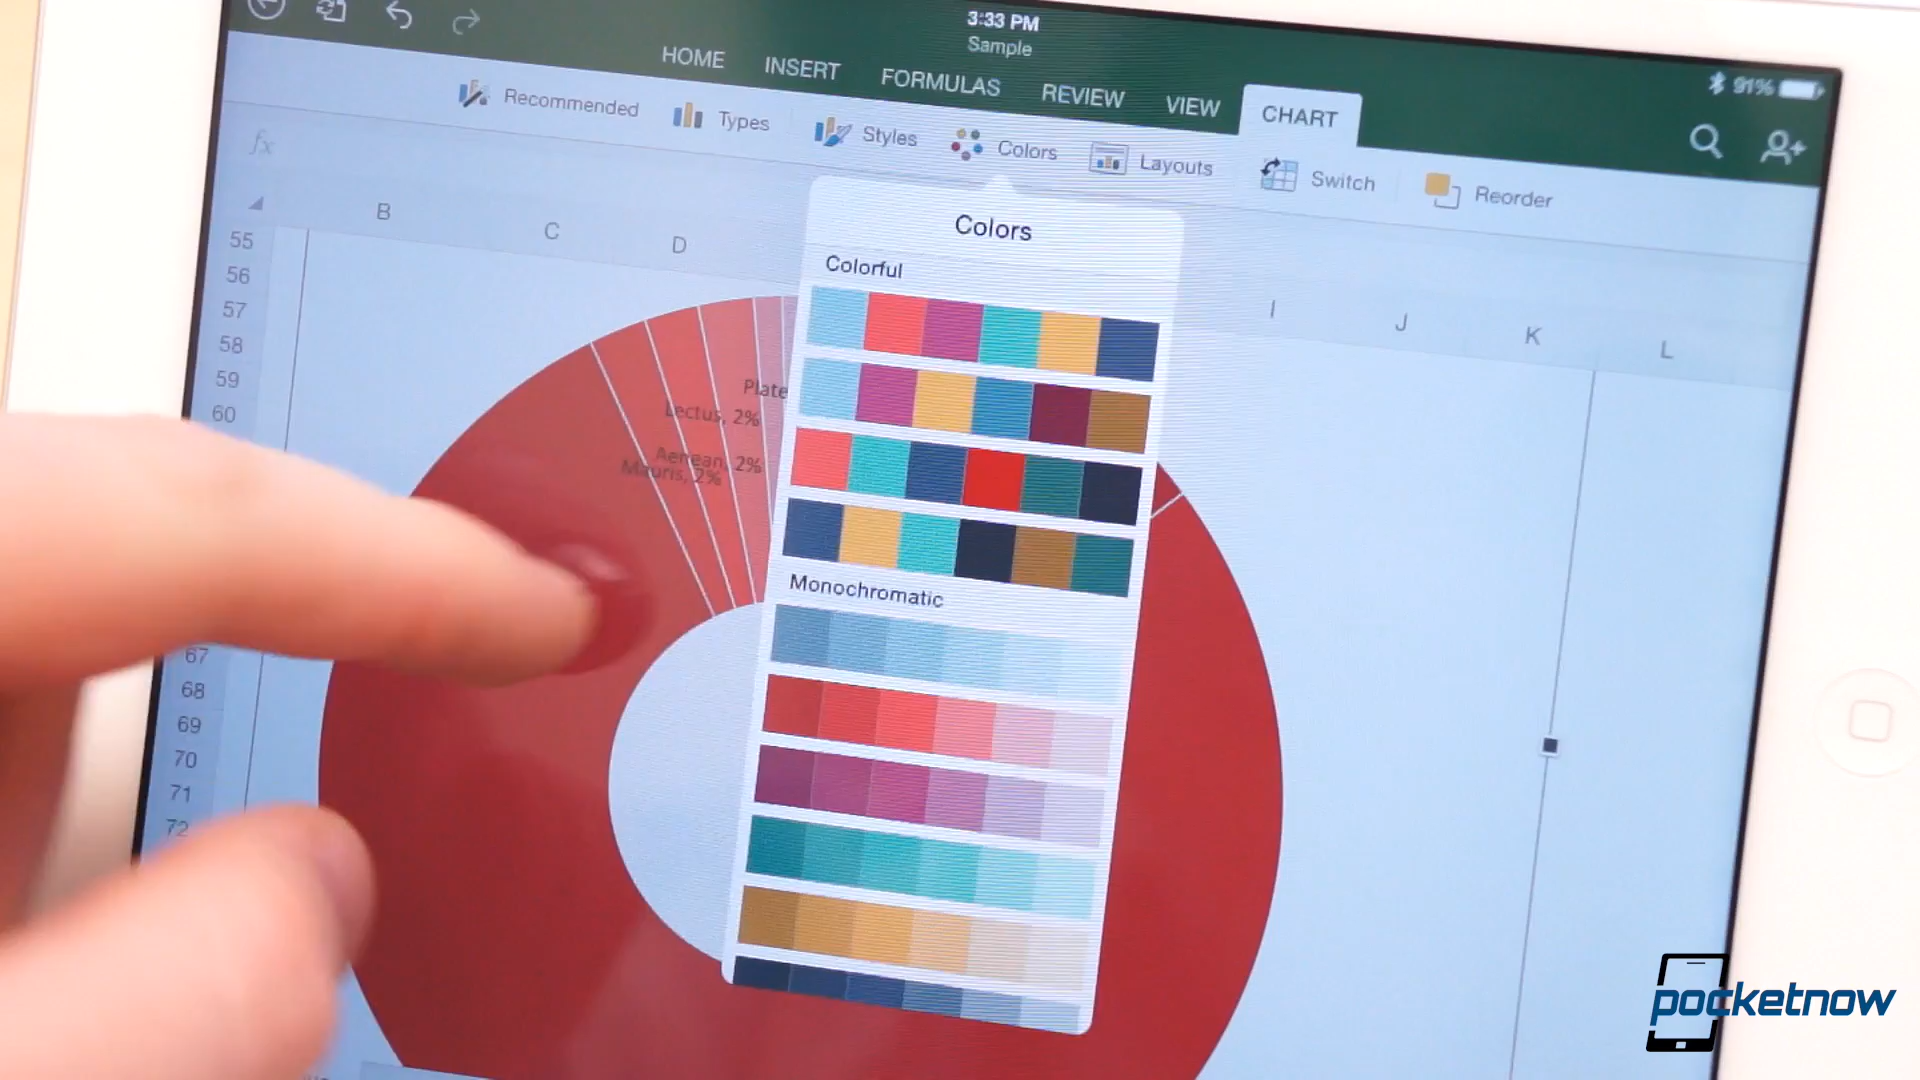 3:33 PM
Sample
91%
HOME INSERT FORMULAS REVIEW VIEW CHART
Recommended Types Styles Colors Layouts Switch Reorder
fx
B C D I J K L
55
56
57
58
59
60
67
68
69
70
71
72
Colors
Colorful
Monochromatic
Plate
Lectus, 2%
Aenean, 2%
Mauris, 2%
pocketnow